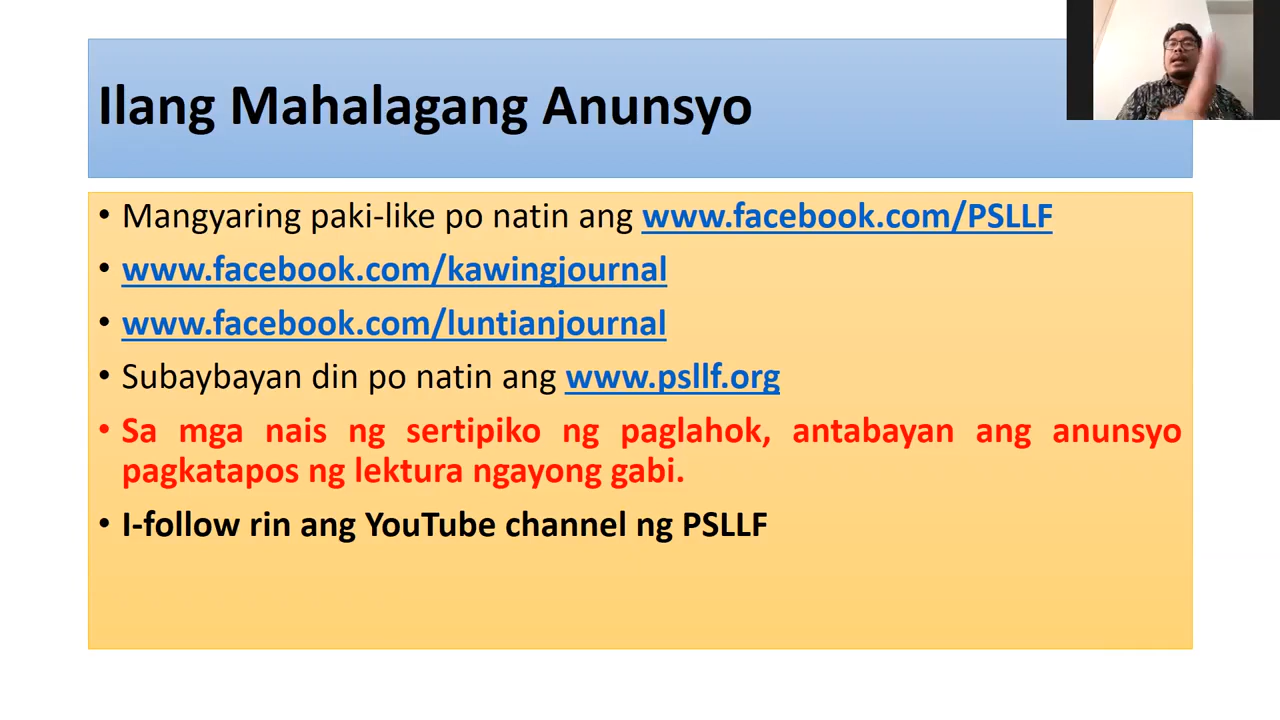 Ilang Mahalagang Anunsyo
• Mangyaring paki-like po natin ang www.facebook.com/PSLLF
• www.facebook.com/kawingjournal
• www.facebook.com/luntianjournal
• Subaybayan din po natin ang www.psllf.org
• Sa mga nais ng sertipiko ng paglahok, antabayan ang anunsyo
pagkatapos ng lektura ngayong gabi.
• I-follow rin ang YouTube channel ng PSLLF